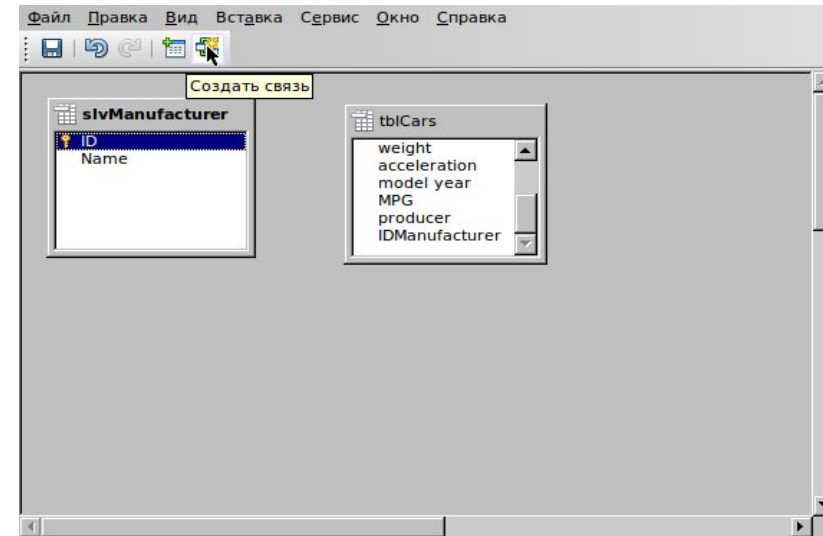 Файл Правка Вид Вставка Сервис Окно Справка
Создать связь
slvManufacturer
ID
Name
tblCars
weight
acceleration
model year
MPG
producer
IDManufacturer